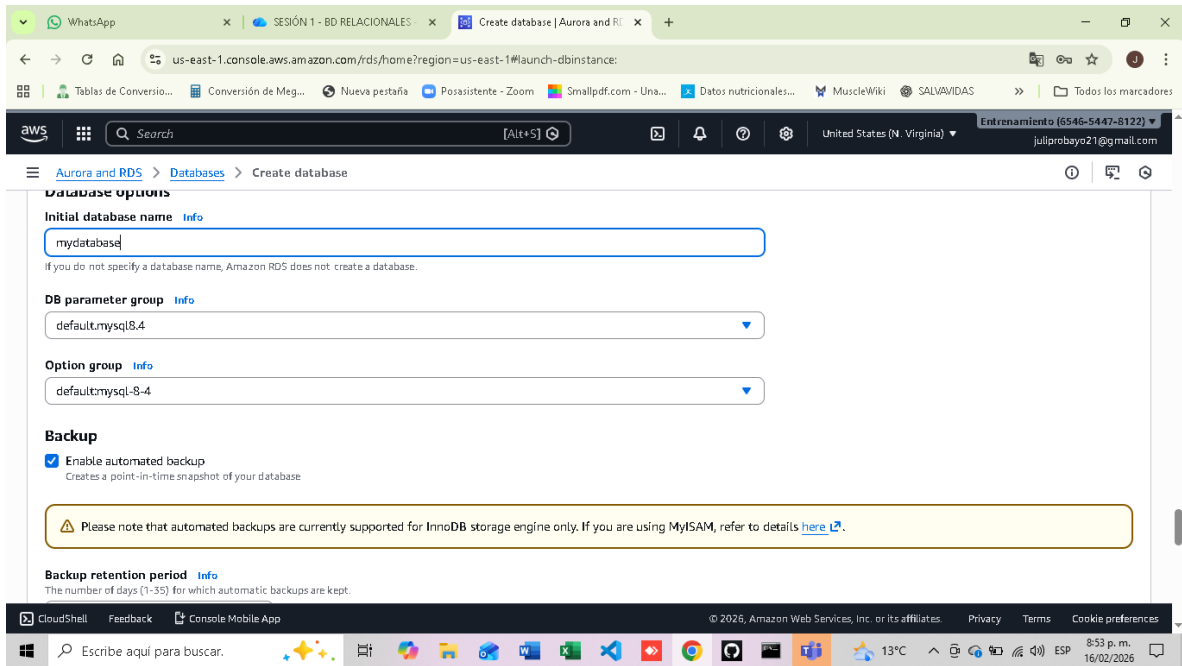 WhatsApp
SESIÓN 1 - BD RELACIONALES -
Create database | Aurora and RD
us-east-1.console.aws.amazon.com/rds/home?region=us-east-1#launch-dbinstance:
J
Tablas de Conversio...
Conversión de Meg...
Nueva pestaña
Posasistente - Zoom
Smallpdf.com - Una...
Datos nutricionales...
MuscleWiki
SALVAVIDAS
Todos los marcadores
aws
Search
[Alt+S]
United States (N. Virginia)
Entrenamiento (6546-5447-8122)
juliprobayo21@gmail.com
Aurora and RDS
Databases
Create database
Database options
Initial database name Info
mydatabase
If you do not specify a database name, Amazon RDS does not create a database.
DB parameter group Info
default.mysql8.4
Option group Info
default:mysql-8-4
Backup
Enable automated backup
Creates a point-in-time snapshot of your database
Please note that automated backups are currently supported for InnoDB storage engine only. If you are using MyISAM, refer to details here.
Backup retention period Info
The number of days (1-35) for which automatic backups are kept.
CloudShell
Feedback
Console Mobile App
© 2026, Amazon Web Services, Inc. or its affiliates.
Privacy
Terms
Cookie preferences
Escribe aquí para buscar.
13°C
ESP
8:53 p. m.
16/02/2026